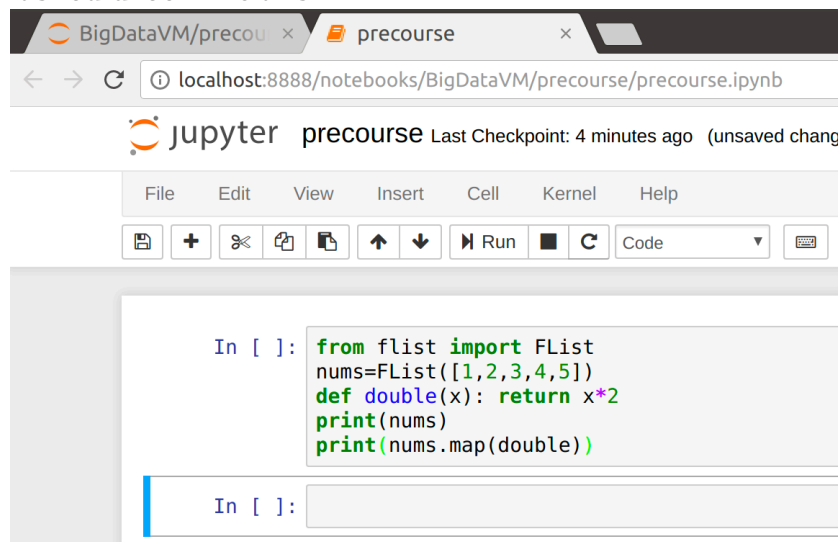 BigDataVM/precou
precourse
localhost:8888/notebooks/BigDataVM/precourse/precourse.ipynb
jupyter precourse Last Checkpoint: 4 minutes ago (unsaved chang
File Edit View Insert Cell Kernel Help
Run Code
In [ ]: from flist import FList
nums=FList([1,2,3,4,5])
def double(x): return x*2
print(nums)
print(nums.map(double))
In [ ]: